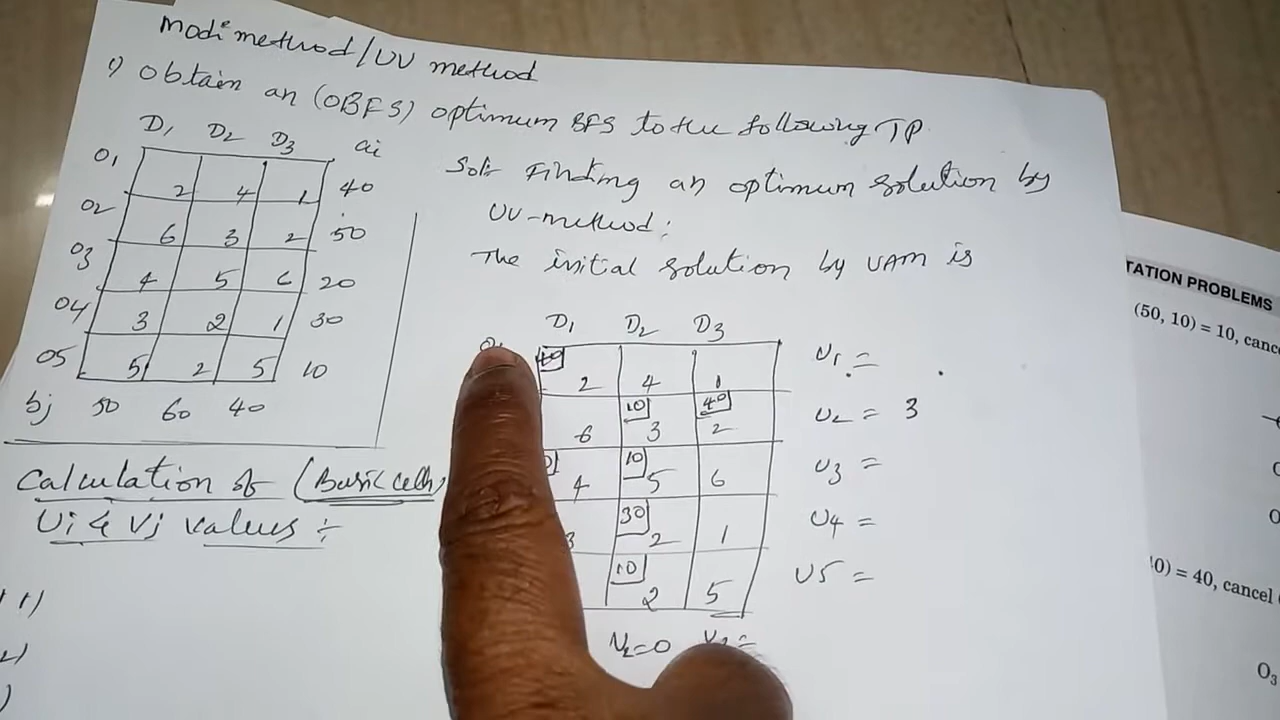 Modi method/UV method
1) Obtain an (OBFS) optimum BFS to the following TP.
D1 D2 D3 ai
O1 2 4 1 40
O2 6 3 2 50
O3 4 5 6 20
O4 3 2 1 30
O5 5 2 5 10
bj 50 60 40
Sol: Finding an optimum solution by
UV-method:
The initial solution by VAM is
D1 D2 D3
40 2 4 1 U1 =
6 10 3 40 2 U2 = 3
4 10 5 6 U3 =
3 30 2 1 U4 =
10 2 5 U5 =
V2=0 V3=
Calculation of (Basic cells)
Ui & Vj values ÷
TATION PROBLEMS
(50, 10) = 10, cance
0) = 40, cancel
O3